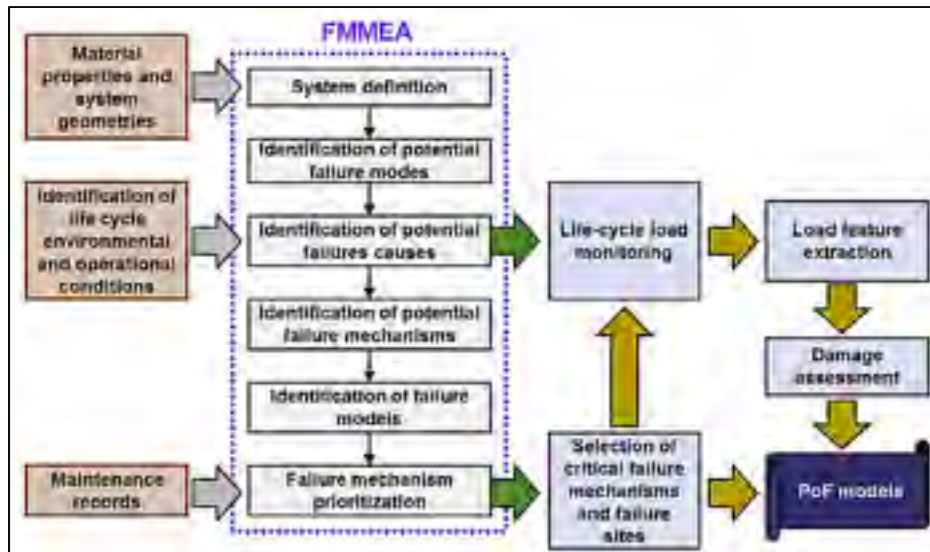 FMMEA
Material
properties and
system
geometries
System definition
Identification of potential
failure modes
Identification of
life cycle
environmental
and operational
conditions
Identification of potential
failures causes
Life-cycle load
monitoring
Load feature
extraction
Identification of potential
failure mechanisms
Damage
assessment
Identification of failure
models
Maintenance
records
Failure mechanism
prioritization
Selection of
critical failure
mechanisms
and failure
sites
PoF models